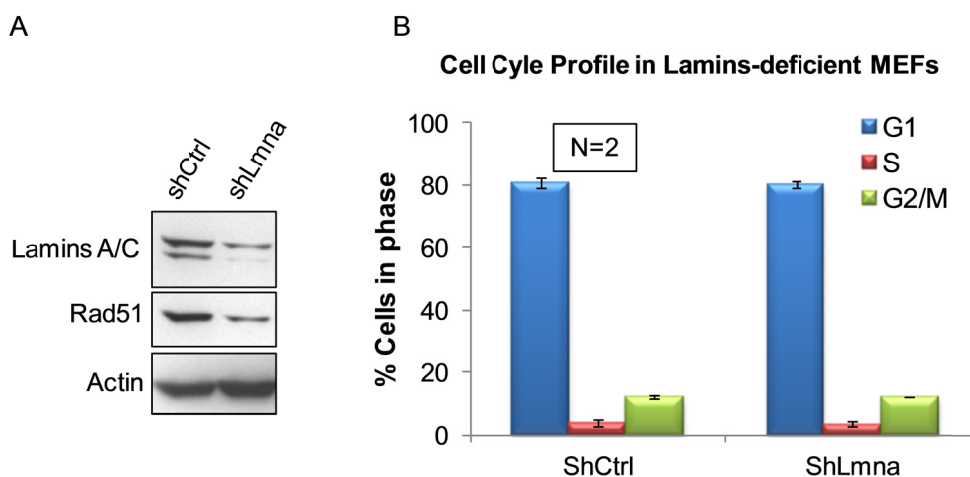 A
shCtrl
shLmna
Lamins A/C
Rad51
Actin
B
Cell Cyle Profile in Lamins-deficient MEFs
N=2
G1
S
G2/M
% Cells in phase
100
80
60
40
20
0
ShCtrl
ShLmna